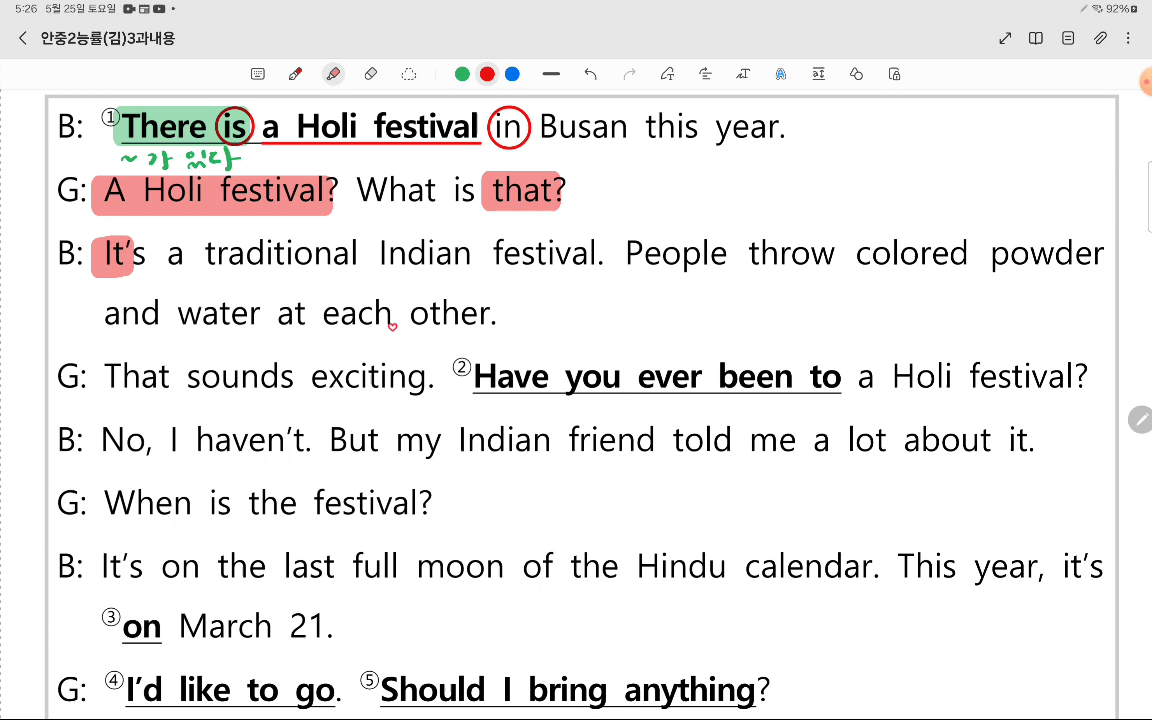 5:26 5월 25일 토요일
92%
안중2능률(김)3과내용
B: ①There is a Holi festival in Busan this year.
~가 있다
G: A Holi festival? What is that?
B: It's a traditional Indian festival. People throw colored powder
and water at each other.
G: That sounds exciting. ②Have you ever been to a Holi festival?
B: No, I haven't. But my Indian friend told me a lot about it.
G: When is the festival?
B: It's on the last full moon of the Hindu calendar. This year, it's
③on March 21.
G: ④I'd like to go. ⑤Should I bring anything?